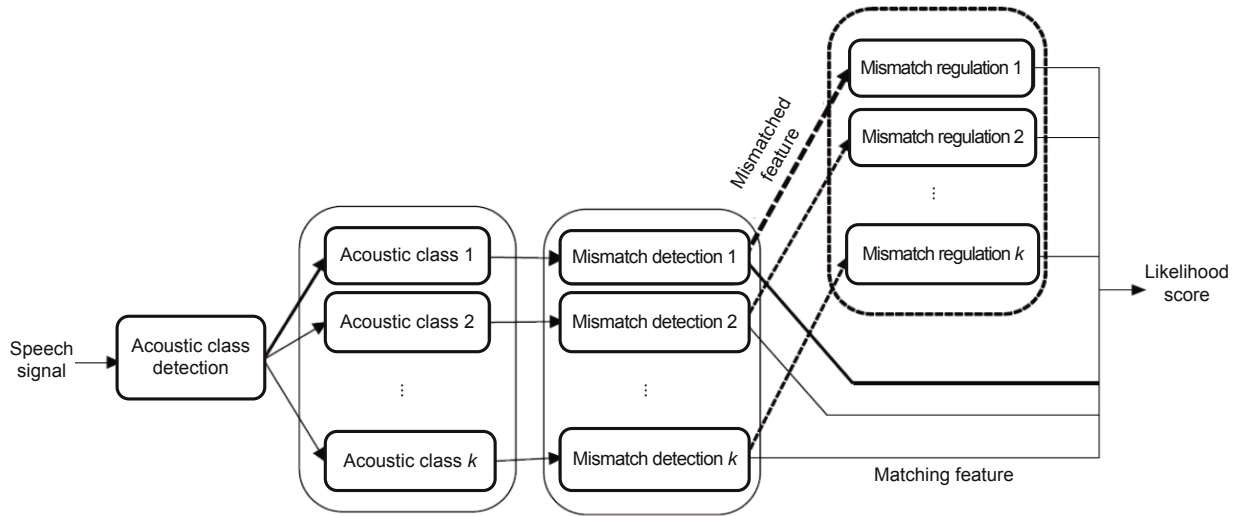 Speech
signal
Acoustic class
detection
Acoustic class 1
Acoustic class 2
⋮
Acoustic class k
Mismatch detection 1
Mismatch detection 2
⋮
Mismatch detection k
Mismatched
feature
Mismatch regulation 1
Mismatch regulation 2
⋮
Mismatch regulation k
Matching feature
Likelihood
score